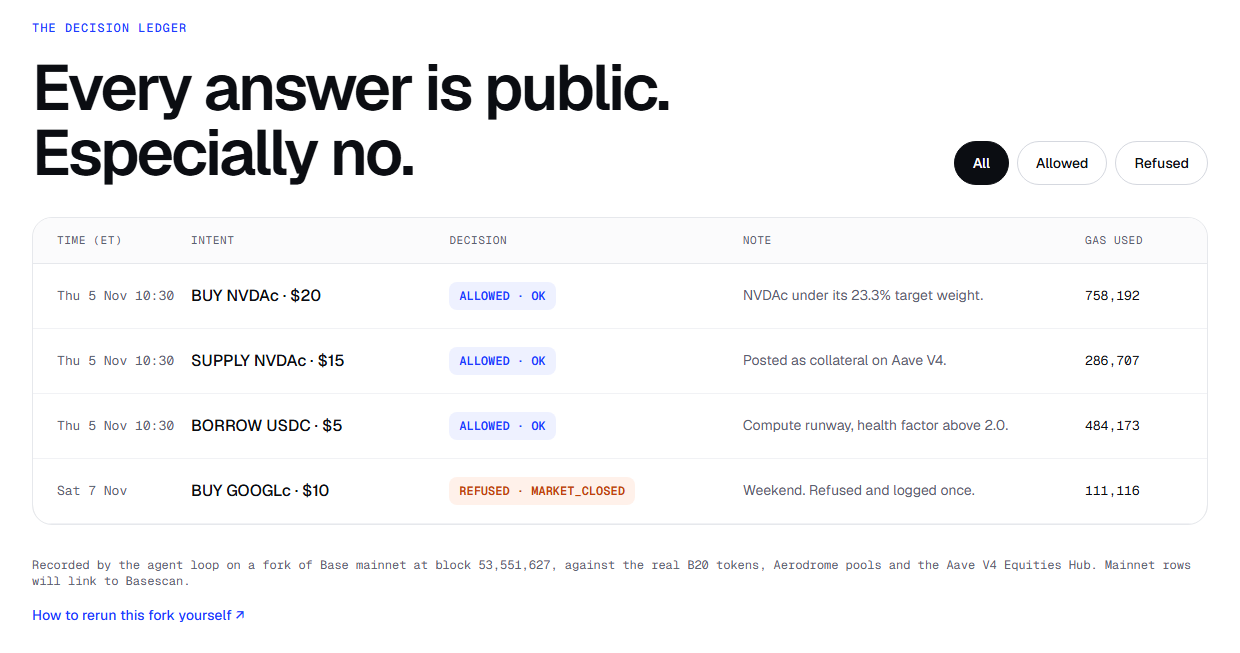 THE DECISION LEDGER
Every answer is public.
Especially no.
All
Allowed
Refused
TIME (ET) INTENT DECISION NOTE GAS USED
Thu 5 Nov 10:30 BUY NVDAc · $20 ALLOWED · OK NVDAc under its 23.3% target weight. 758,192
Thu 5 Nov 10:30 SUPPLY NVDAc · $15 ALLOWED · OK Posted as collateral on Aave V4. 286,707
Thu 5 Nov 10:30 BORROW USDC · $5 ALLOWED · OK Compute runway, health factor above 2.0. 484,173
Sat 7 Nov BUY GOOGLc · $10 REFUSED · MARKET_CLOSED Weekend. Refused and logged once. 111,116
Recorded by the agent loop on a fork of Base mainnet at block 53,551,627, against the real B20 tokens, Aerodrome pools and the Aave V4 Equities Hub. Mainnet rows
will link to Basescan.
How to rerun this fork yourself ↗